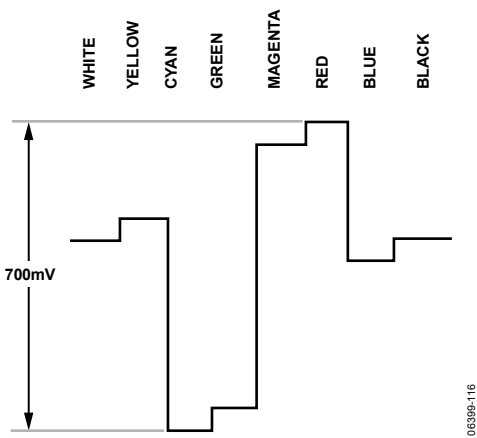 WHITE
YELLOW
CYAN
GREEN
MAGENTA
RED
BLUE
BLACK
700mV
06399-116